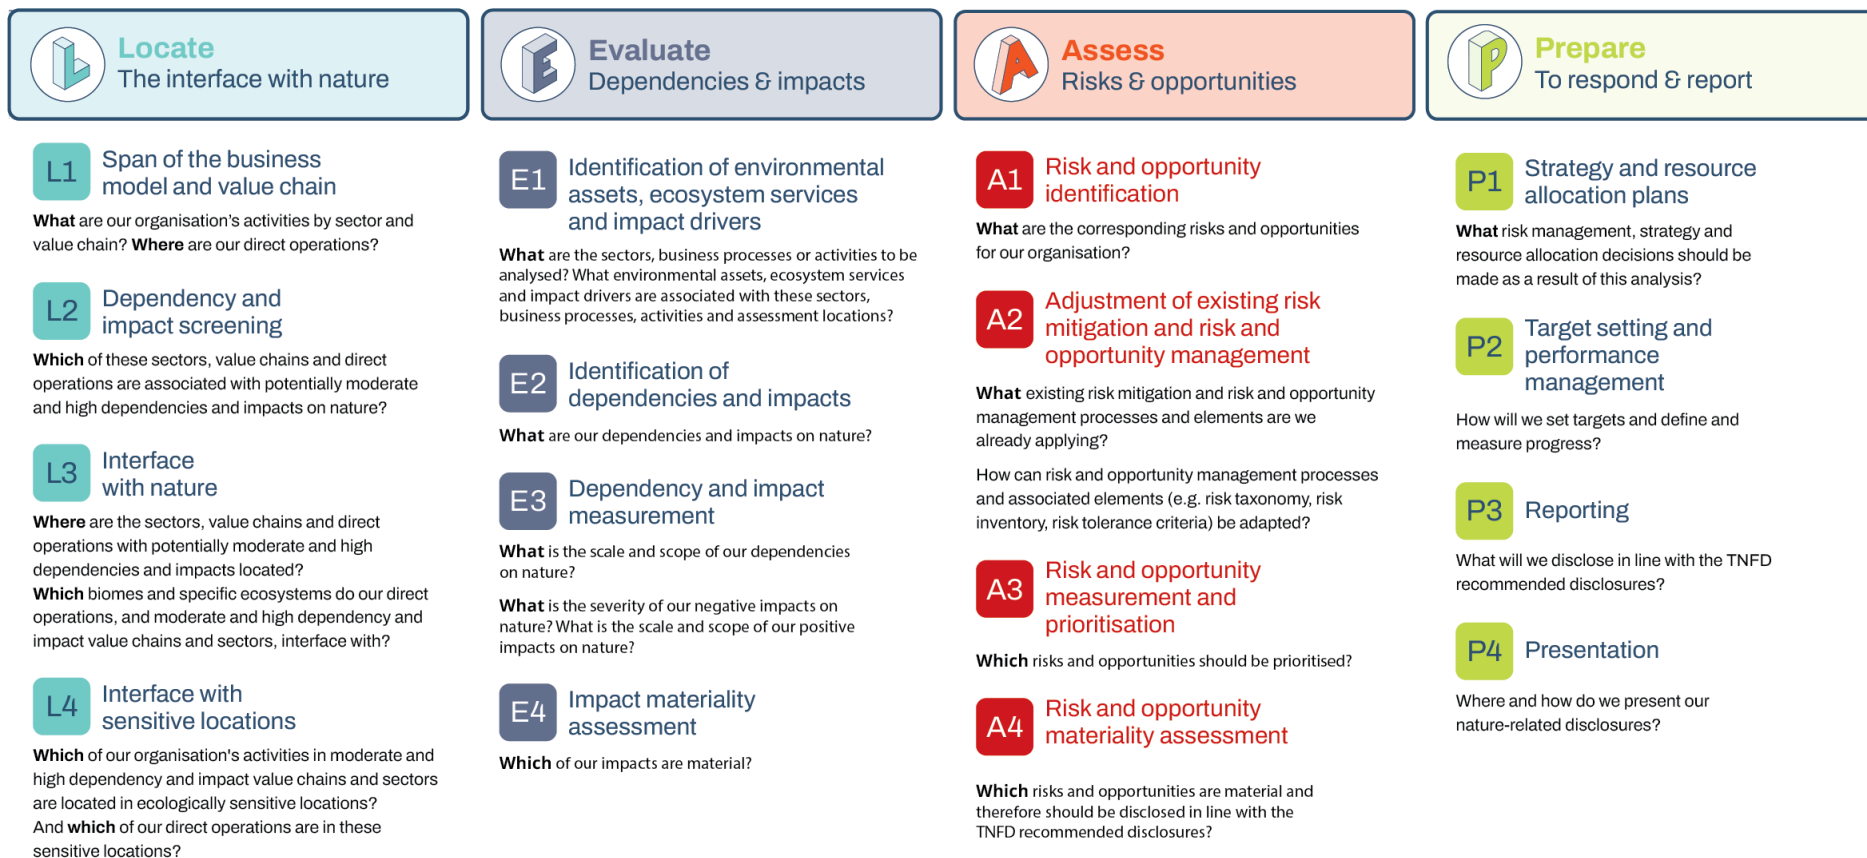 L
Locate
The interface with nature
L1
Span of the business
model and value chain
What are our organisation's activities by sector and
value chain? Where are our direct operations?
L2
Dependency and
impact screening
Which of these sectors, value chains and direct
operations are associated with potentially moderate
and high dependencies and impacts on nature?
L3
Interface
with nature
Where are the sectors, value chains and direct
operations with potentially moderate and high
dependencies and impacts located?
Which biomes and specific ecosystems do our direct
operations, and moderate and high dependency and
impact value chains and sectors, interface with?
L4
Interface with
sensitive locations
Which of our organisation's activities in moderate and
high dependency and impact value chains and sectors
are located in ecologically sensitive locations?
And which of our direct operations are in these
sensitive locations?
E
Evaluate
Dependencies & impacts
E1
Identification of environmental
assets, ecosystem services
and impact drivers
What are the sectors, business processes or activities to be
analysed? What environmental assets, ecosystem services
and impact drivers are associated with these sectors,
business processes, activities and assessment locations?
E2
Identification of
dependencies and impacts
What are our dependencies and impacts on nature?
E3
Dependency and impact
measurement
What is the scale and scope of our dependencies
on nature?
What is the severity of our negative impacts on
nature? What is the scale and scope of our positive
impacts on nature?
E4
Impact materiality
assessment
Which of our impacts are material?
A
Assess
Risks & opportunities
A1
Risk and opportunity
identification
What are the corresponding risks and opportunities
for our organisation?
A2
Adjustment of existing risk
mitigation and risk and
opportunity management
What existing risk mitigation and risk and opportunity
management processes and elements are we
already applying?
How can risk and opportunity management processes
and associated elements (e.g. risk taxonomy, risk
inventory, risk tolerance criteria) be adapted?
A3
Risk and opportunity
measurement and
prioritisation
Which risks and opportunities should be prioritised?
A4
Risk and opportunity
materiality assessment
Which risks and opportunities are material and
therefore should be disclosed in line with the
TNFD recommended disclosures?
P
Prepare
To respond & report
P1
Strategy and resource
allocation plans
What risk management, strategy and
resource allocation decisions should be
made as a result of this analysis?
P2
Target setting and
performance
management
How will we set targets and define and
measure progress?
P3
Reporting
What will we disclose in line with the TNFD
recommended disclosures?
P4
Presentation
Where and how do we present our
nature-related disclosures?